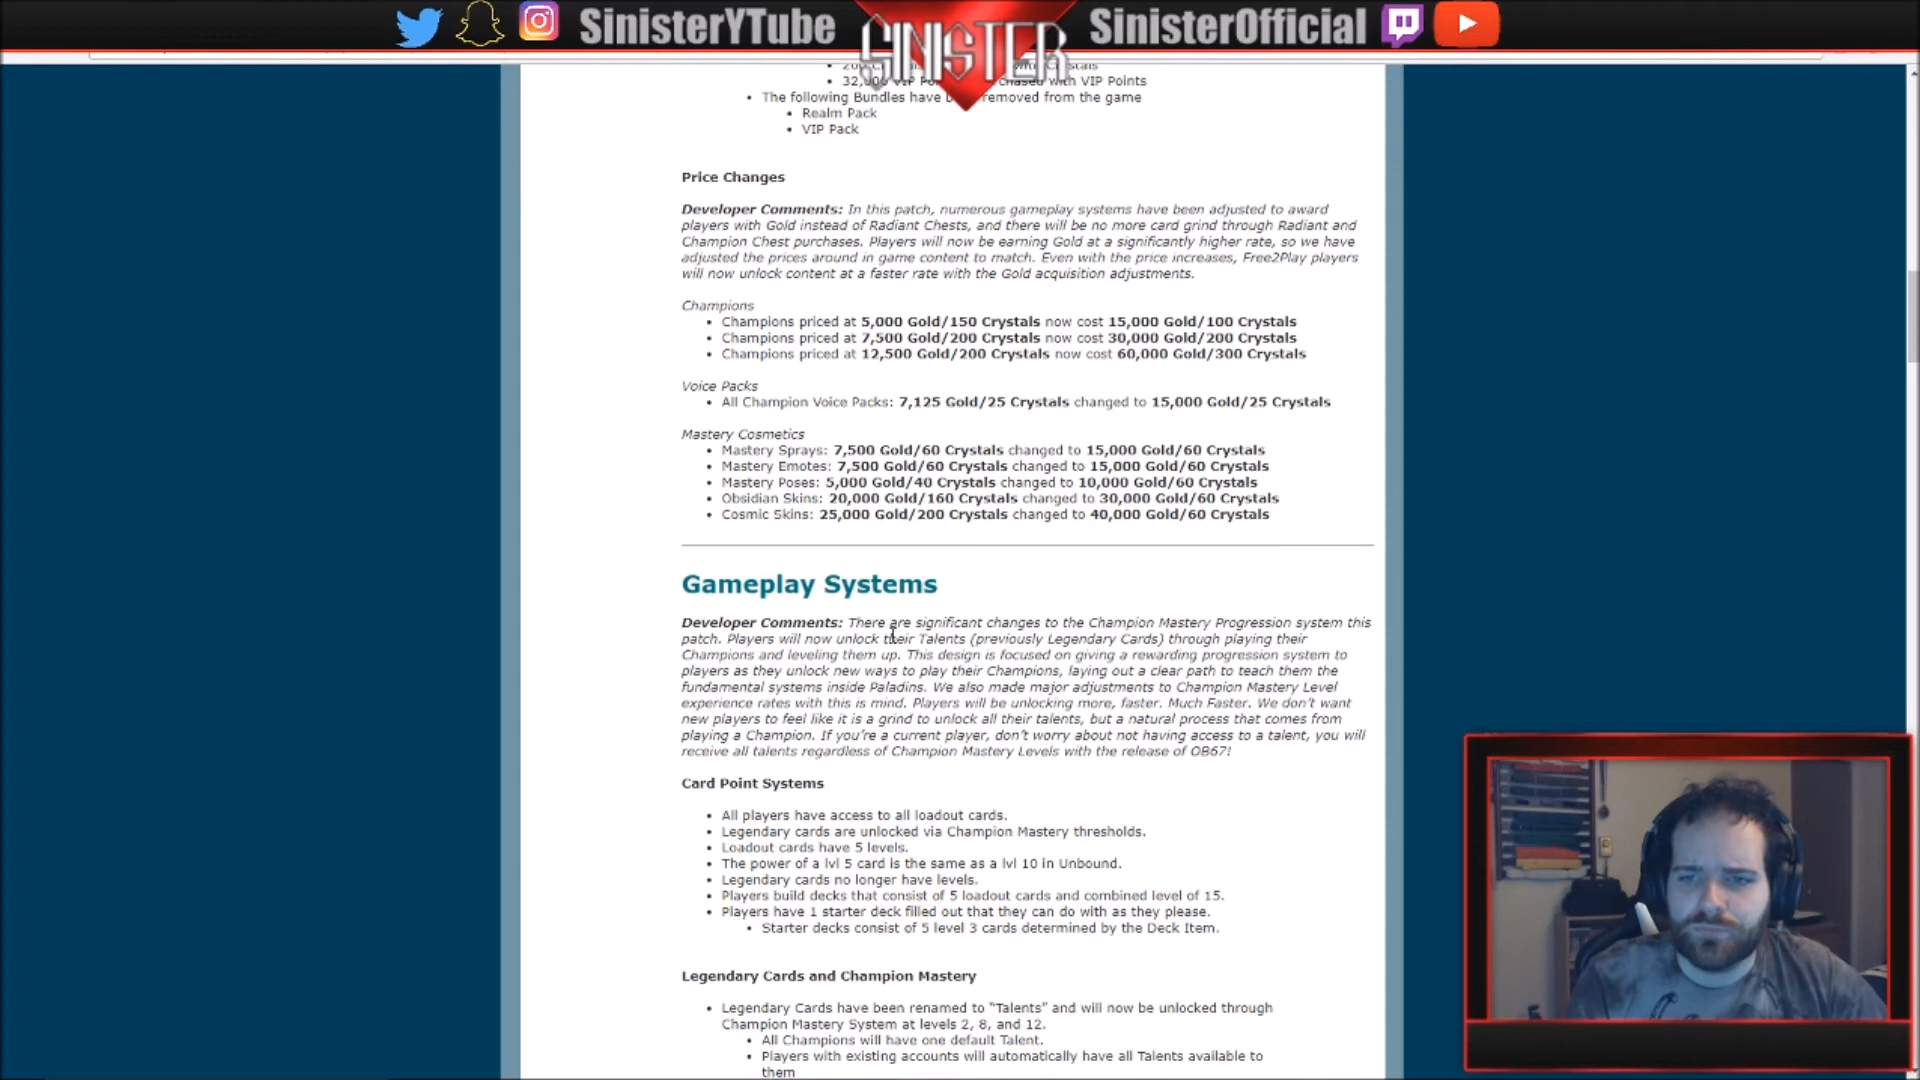 SinisterYTube
SINISTER
SinisterOfficial
32,000 VIP with VIP Points
• The following Bundles have removed from the game
• Realm Pack
• VIP Pack
Price Changes
Developer Comments: In this patch, numerous gameplay systems have been adjusted to award
players with Gold instead of Radiant Chests, and there will be no more card grind through Radiant and
Champion Chest purchases. Players will now be earning Gold at a significantly higher rate, so we have
adjusted the prices around in game content to match. Even with the price increases, Free2Play players
will now unlock content at a faster rate with the Gold acquisition adjustments.
Champions
• Champions priced at 5,000 Gold/150 Crystals now cost 15,000 Gold/100 Crystals
• Champions priced at 7,500 Gold/200 Crystals now cost 30,000 Gold/200 Crystals
• Champions priced at 12,500 Gold/200 Crystals now cost 60,000 Gold/300 Crystals
Voice Packs
• All Champion Voice Packs: 7,125 Gold/25 Crystals changed to 15,000 Gold/25 Crystals
Mastery Cosmetics
• Mastery Sprays: 7,500 Gold/60 Crystals changed to 15,000 Gold/60 Crystals
• Mastery Emotes: 7,500 Gold/60 Crystals changed to 15,000 Gold/60 Crystals
• Mastery Poses: 5,000 Gold/40 Crystals changed to 10,000 Gold/60 Crystals
• Obsidian Skins: 20,000 Gold/160 Crystals changed to 30,000 Gold/60 Crystals
• Cosmic Skins: 25,000 Gold/200 Crystals changed to 40,000 Gold/60 Crystals
Gameplay Systems
Developer Comments: There are significant changes to the Champion Mastery Progression system this
patch. Players will now unlock their Talents (previously Legendary Cards) through playing their
Champions and leveling them up. This design is focused on giving a rewarding progression system to
players as they unlock new ways to play their Champions, laying out a clear path to teach them the
fundamental systems inside Paladins. We also made major adjustments to Champion Mastery Level
experience rates with this is mind. Players will be unlocking more, faster. Much Faster. We don't want
new players to feel like it is a grind to unlock all their talents, but a natural process that comes from
playing a Champion. If you're a current player, don't worry about not having access to a talent, you will
receive all talents regardless of Champion Mastery Levels with the release of OB67!
Card Point Systems
• All players have access to all loadout cards.
• Legendary cards are unlocked via Champion Mastery thresholds.
• Loadout cards have 5 levels.
• The power of a lvl 5 card is the same as a lvl 10 in Unbound.
• Legendary cards no longer have levels.
• Players build decks that consist of 5 loadout cards and combined level of 15.
• Players have 1 starter deck filled out that they can do with as they please.
• Starter decks consist of 5 level 3 cards determined by the Deck Item.
Legendary Cards and Champion Mastery
• Legendary Cards have been renamed to "Talents" and will now be unlocked through
Champion Mastery System at levels 2, 8, and 12.
• All Champions will have one default Talent.
• Players with existing accounts will automatically have all Talents available to
them